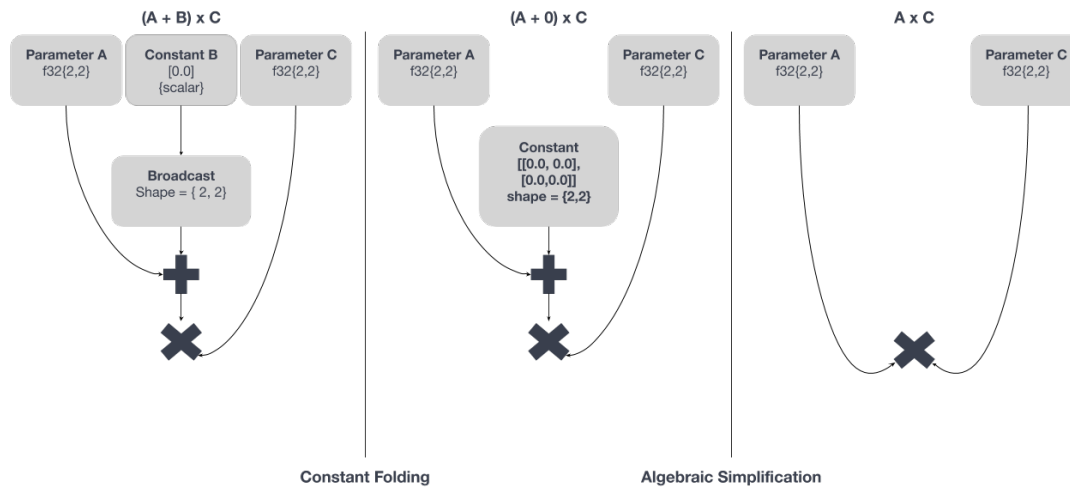 (A + B) x C
Parameter A
f32{2,2}
Constant B
[0.0]
{scalar}
Parameter C
f32{2,2}
Broadcast
Shape = { 2, 2}
(A + 0) x C
Parameter A
f32{2,2}
Parameter C
f32{2,2}
Constant
[[0.0, 0.0],
[0.0,0.0]]
shape = {2,2}
A x C
Parameter A
f32{2,2}
Parameter C
f32{2,2}
Constant Folding
Algebraic Simplification